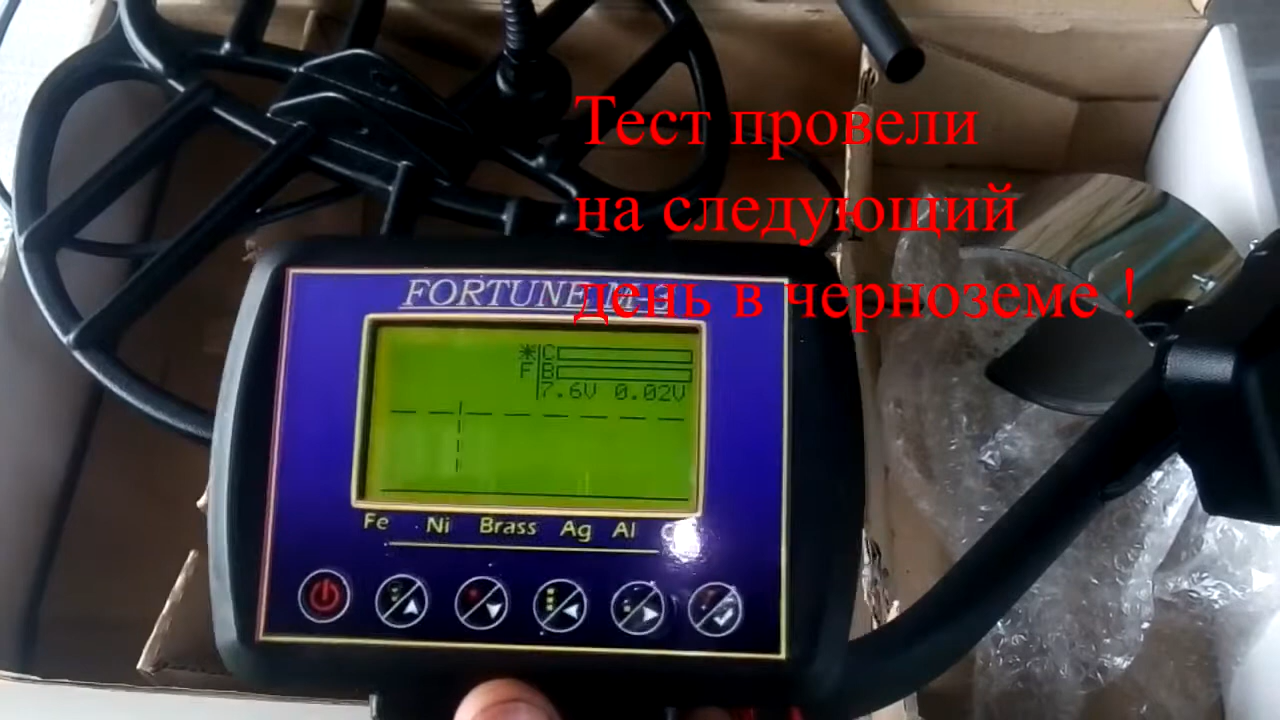 Тест провели
на следующий
день в черноземе !
FORTUNE M-
* C
F B
7.6V 0.02V
Fe Ni Brass Ag Al